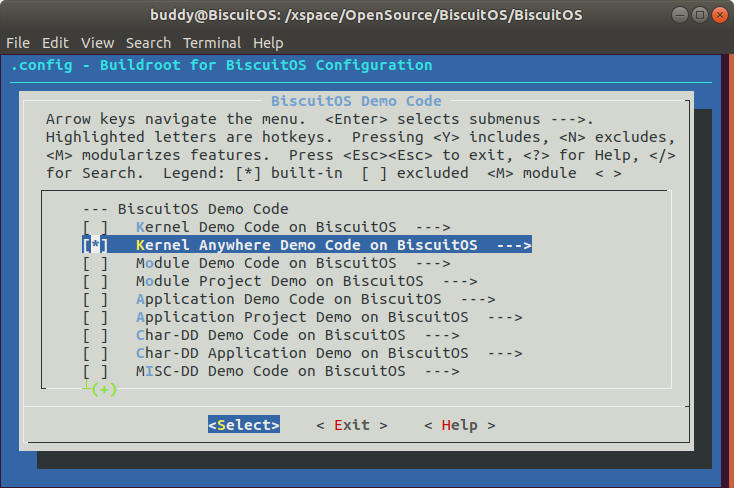 buddy@BiscuitOS: /xspace/OpenSource/BiscuitOS/BiscuitOS
File Edit View Search Terminal Help
.config - Buildroot for BiscuitOS Configuration
BiscuitOS Demo Code
Arrow keys navigate the menu. <Enter> selects submenus --->.
Highlighted letters are hotkeys. Pressing <Y> includes, <N> excludes,
<M> modularizes features. Press <Esc><Esc> to exit, <?> for Help, </>
for Search. Legend: [*] built-in [ ] excluded <M> module < >
--- BiscuitOS Demo Code
[ ] Kernel Demo Code on BiscuitOS --->
[*] Kernel Anywhere Demo Code on BiscuitOS --->
[ ] Module Demo Code on BiscuitOS --->
[ ] Module Project Demo on BiscuitOS --->
[ ] Application Demo Code on BiscuitOS --->
[ ] Application Project Demo on BiscuitOS --->
[ ] Char-DD Demo Code on BiscuitOS --->
[ ] Char-DD Application Demo on BiscuitOS --->
[ ] MISC-DD Demo Code on BiscuitOS --->
(+)
<Select> < Exit > < Help >